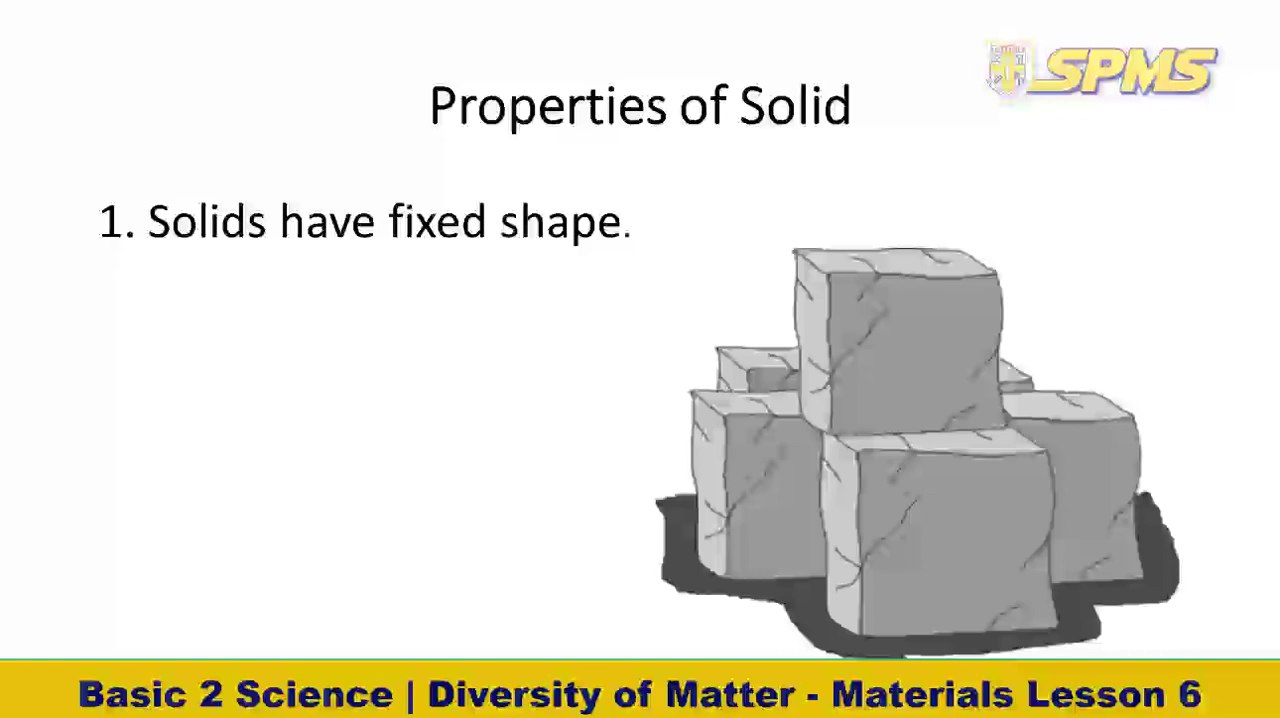 SPMS
Properties of Solid
1. Solids have fixed shape.
Basic 2 Science | Diversity of Matter - Materials Lesson 6